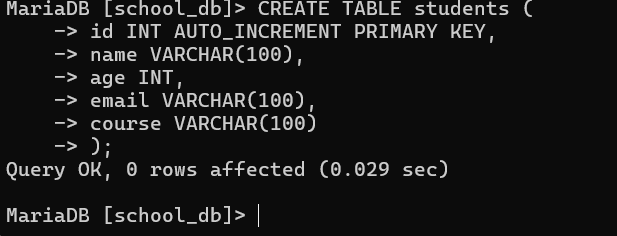 MariaDB [school_db]> CREATE TABLE students (
    -> id INT AUTO_INCREMENT PRIMARY KEY,
    -> name VARCHAR(100),
    -> age INT,
    -> email VARCHAR(100),
    -> course VARCHAR(100)
    -> );
Query OK, 0 rows affected (0.029 sec)
MariaDB [school_db]>